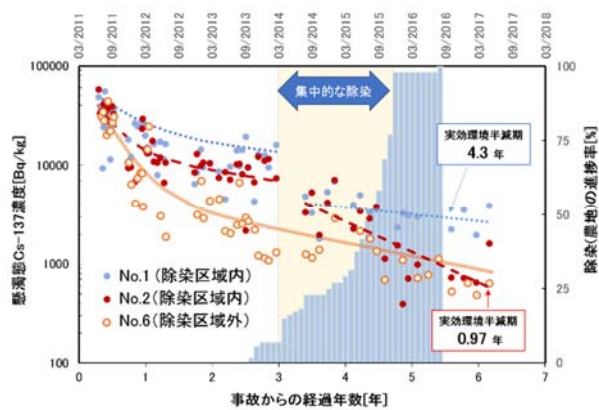 03/2011
09/2011
03/2012
09/2012
03/2013
09/2013
03/2014
09/2014
03/2015
09/2015
03/2016
09/2016
03/2017
09/2017
03/2018
懸濁態Cs-137濃度[Bq/kg]
100000
10000
1000
100
集中的な除染
実効環境半減期
4.3 年
No.1(除染区域内)
No.2(除染区域内)
No.6(除染区域外)
実効環境半減期
0.97 年
100
75
50
25
0
除染(農地)の進捗率[%]
0 1 2 3 4 5 6 7
事故からの経過年数[年]